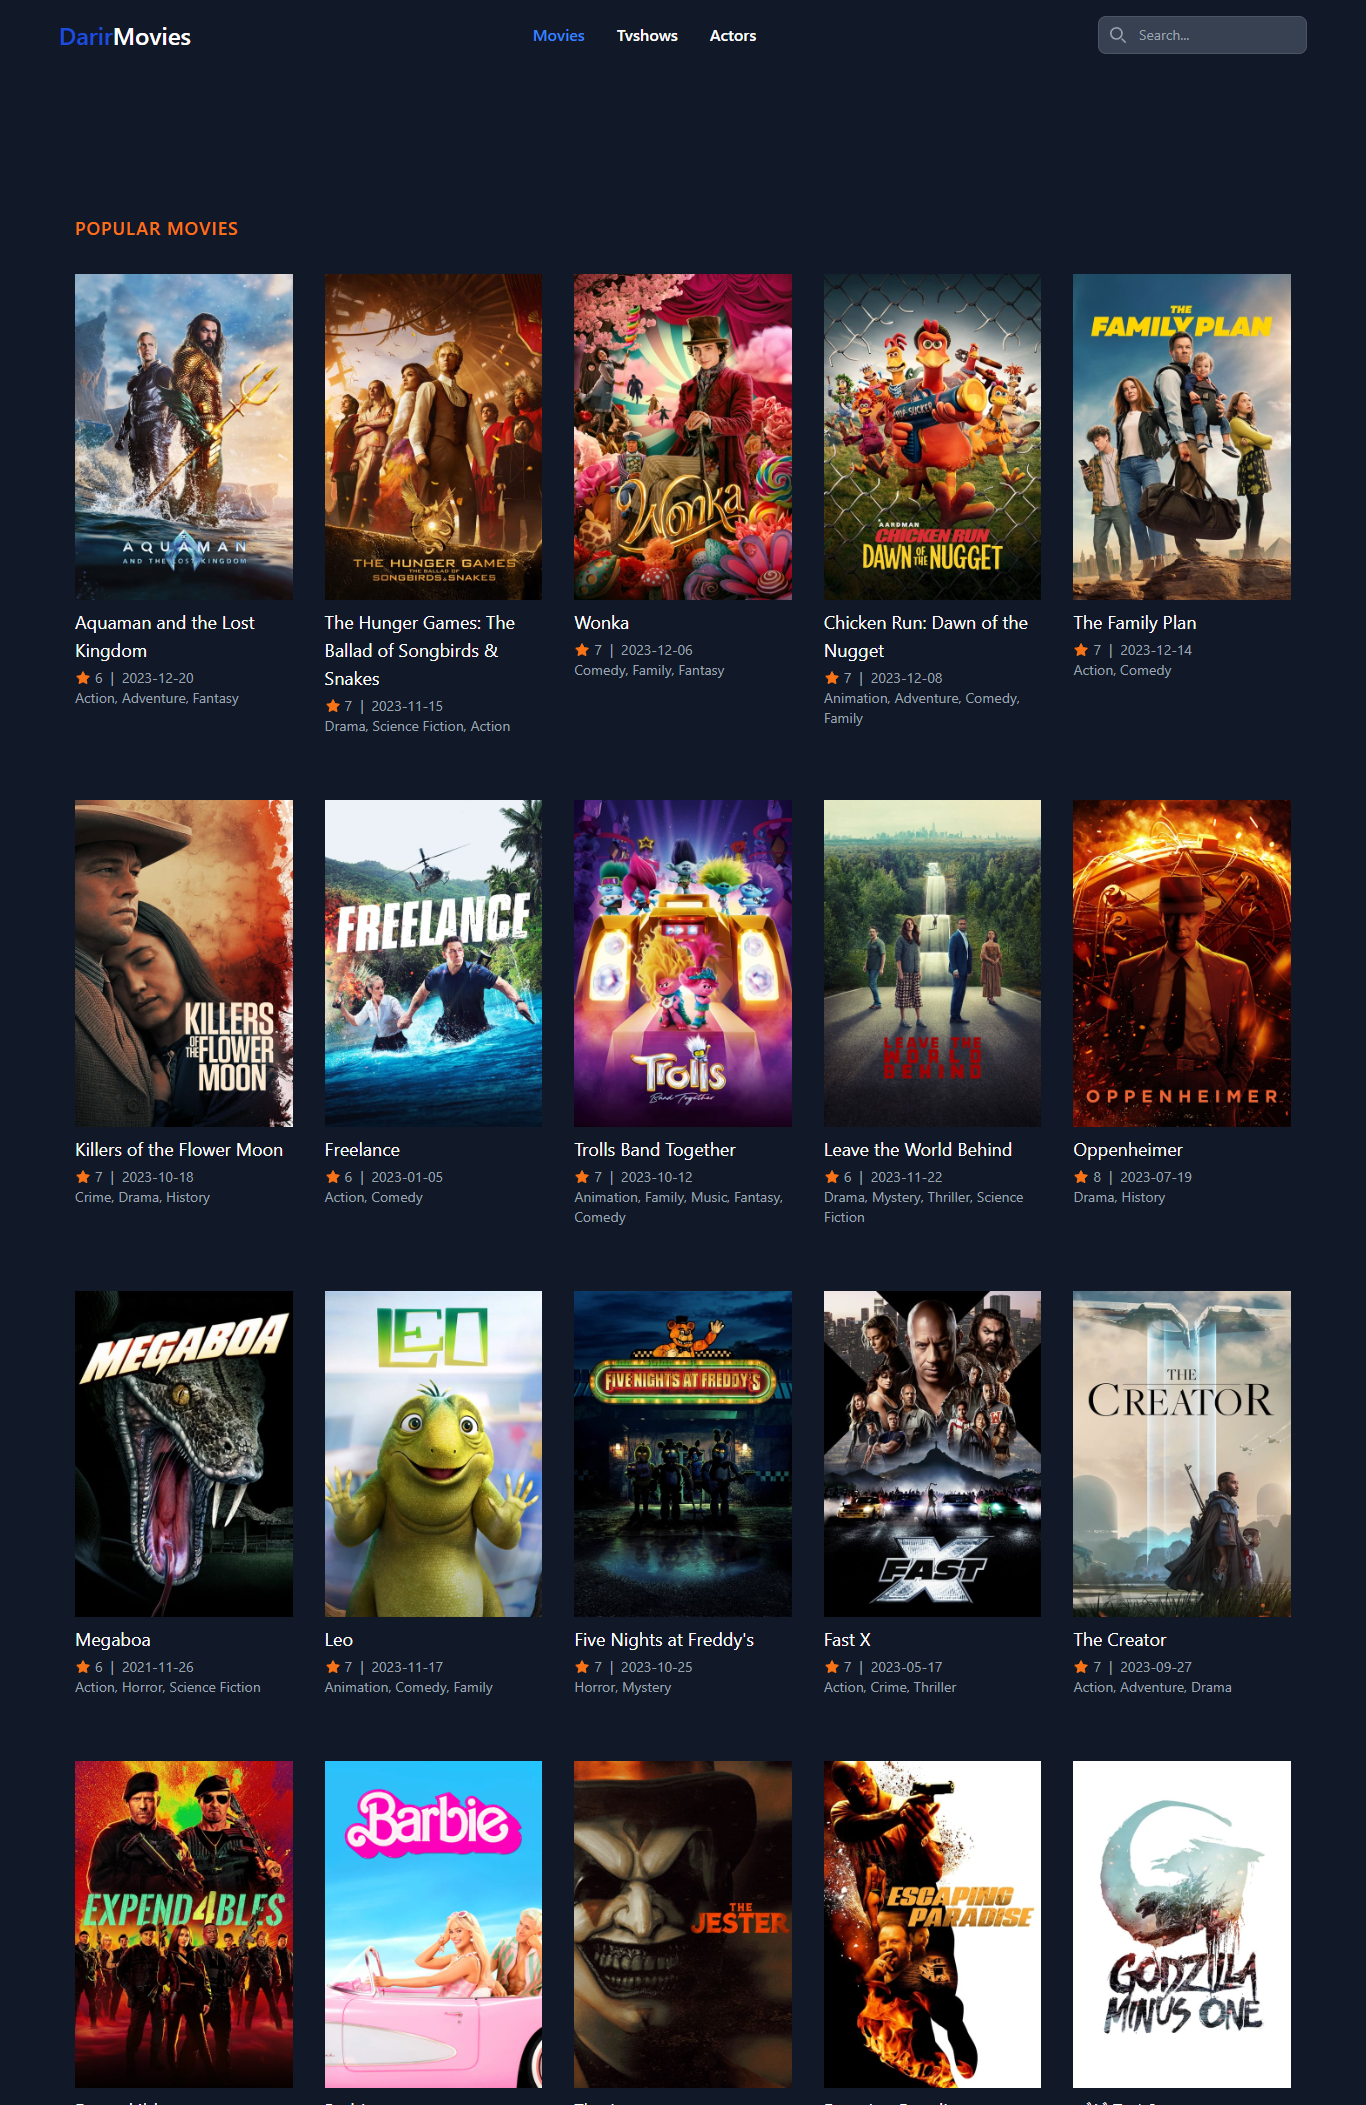 DarirMovies
Movies
Tvshows
Actors
Search...
POPULAR MOVIES
AQUAMAN
AND THE LOST KINGDOM
THE HUNGER GAMES
THE BALLAD OF
SONGBIRDS & SNAKES
Wonka
AARDMAN
CHICKEN RUN
DAWN OF THE NUGGET
THE
FAMILY PLAN
Aquaman and the Lost
Kingdom
6 | 2023-12-20
Action, Adventure, Fantasy
The Hunger Games: The
Ballad of Songbirds &
Snakes
7 | 2023-11-15
Drama, Science Fiction, Action
Wonka
7 | 2023-12-06
Comedy, Family, Fantasy
Chicken Run: Dawn of the
Nugget
7 | 2023-12-08
Animation, Adventure, Comedy,
Family
The Family Plan
7 | 2023-12-14
Action, Comedy
KILLERS
OF THE FLOWER
MOON
FREELANCE
Trolls
Band Together
LEAVE THE
WORLD
BEHIND
OPPENHEIMER
Killers of the Flower Moon
7 | 2023-10-18
Crime, Drama, History
Freelance
6 | 2023-01-05
Action, Comedy
Trolls Band Together
7 | 2023-10-12
Animation, Family, Music, Fantasy,
Comedy
Leave the World Behind
6 | 2023-11-22
Drama, Mystery, Thriller, Science
Fiction
Oppenheimer
8 | 2023-07-19
Drama, History
MEGABOA
LEO
FIVE NIGHTS AT FREDDY'S
FAST X
THE
CREATOR
Megaboa
6 | 2021-11-26
Action, Horror, Science Fiction
Leo
7 | 2023-11-17
Animation, Comedy, Family
Five Nights at Freddy's
7 | 2023-10-25
Horror, Mystery
Fast X
7 | 2023-05-17
Action, Crime, Thriller
The Creator
7 | 2023-09-27
Action, Adventure, Drama
EXPEND4BLES
Barbie
THE
JESTER
ESCAPING
PARADISE
GODZILLA
MINUS ONE